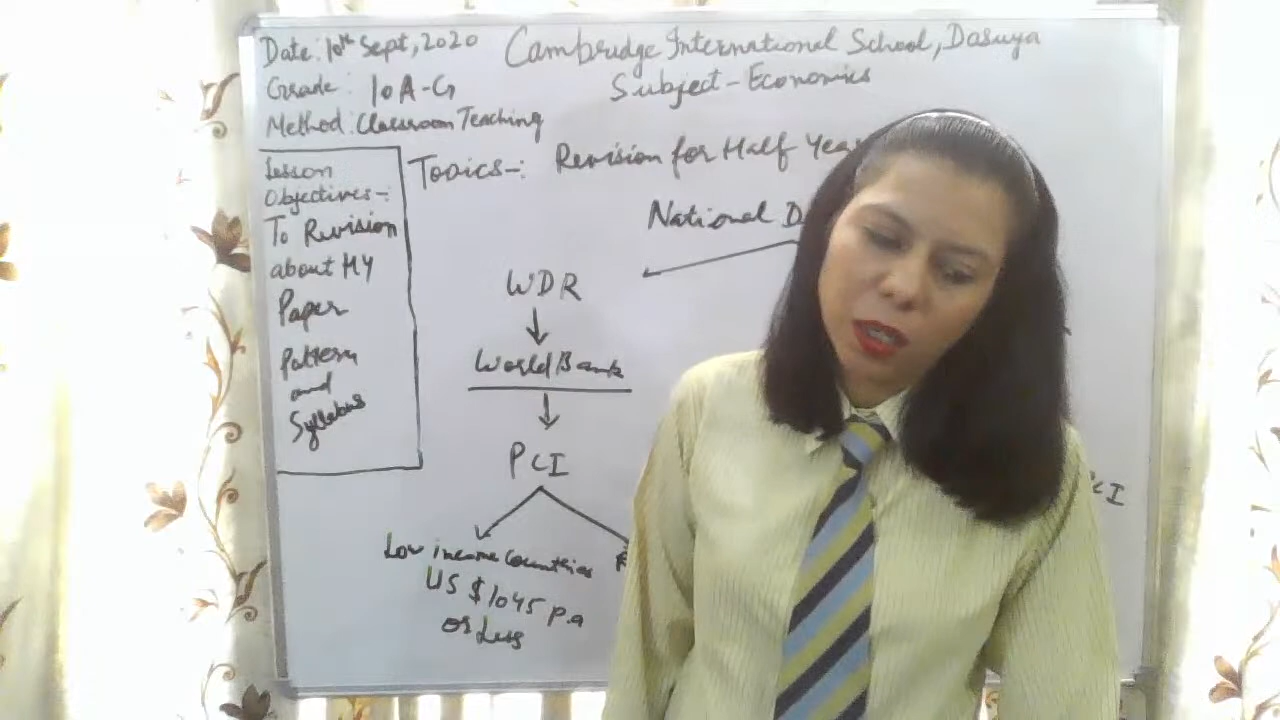 Date: 10th Sept, 2020
Grade: 10 A-G
Method: Classroom Teaching
Cambridge International School, Dasuya
Subject - Economics
Lesson
Objectives-:
To Revision
about HY
Paper
Pattern
and
Syllabus
Topics-: Revision for Half Year
National D
WDR
World Bank
PCI
Low income Countries
US $1045 p.a
or Less
CI